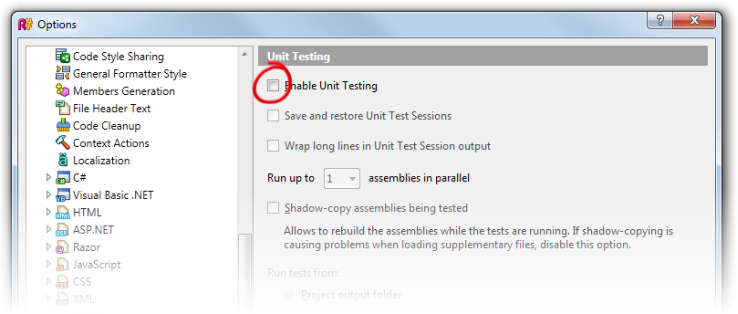 R# Options
?
x
Code Style Sharing
General Formatter Style
Members Generation
File Header Text
Code Cleanup
Context Actions
Localization
C#
Visual Basic .NET
HTML
ASP.NET
Razor
JavaScript
CSS
XML
Unit Testing
Enable Unit Testing
Save and restore Unit Test Sessions
Wrap long lines in Unit Test Session output
Run up to 1 assemblies in parallel
Shadow-copy assemblies being tested
Allows to rebuild the assemblies while the tests are running. If shadow-copying is
causing problems when loading supplementary files, disable this option.
Run tests from:
Project output folder